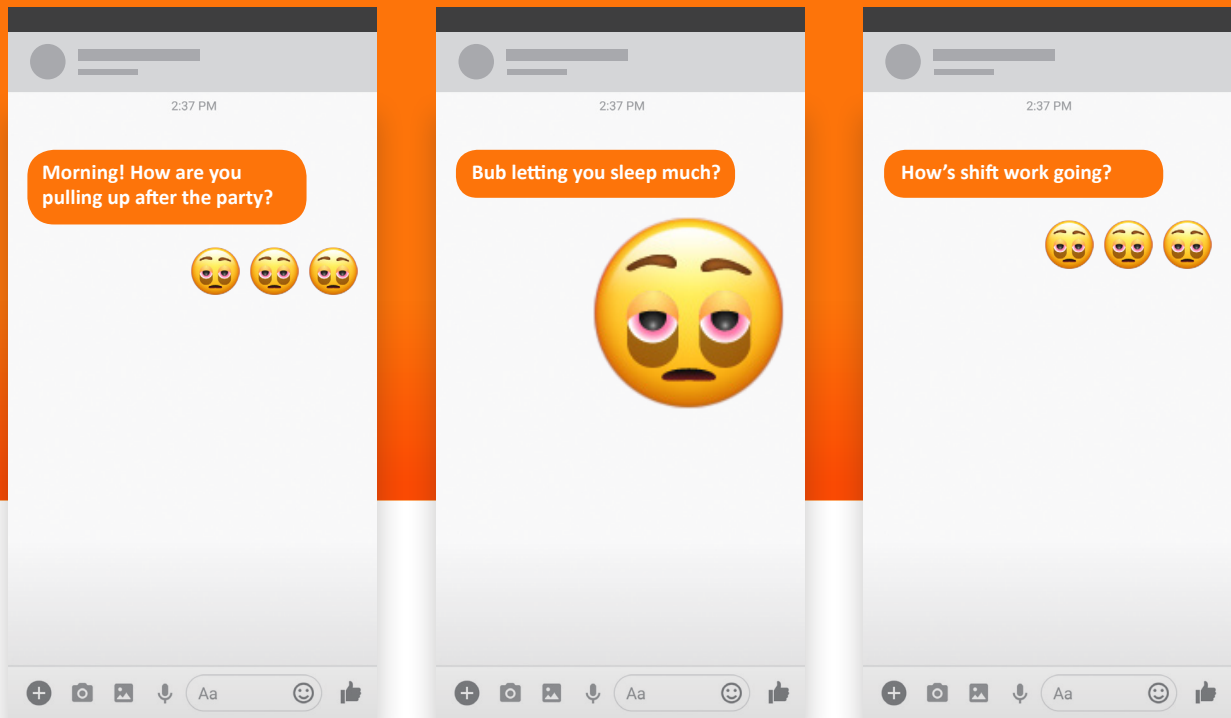 2:37 PM
Morning! How are you
pulling up after the party?
Aa
2:37 PM
Bub letting you sleep much?
Aa
2:37 PM
How’s shift work going?
Aa